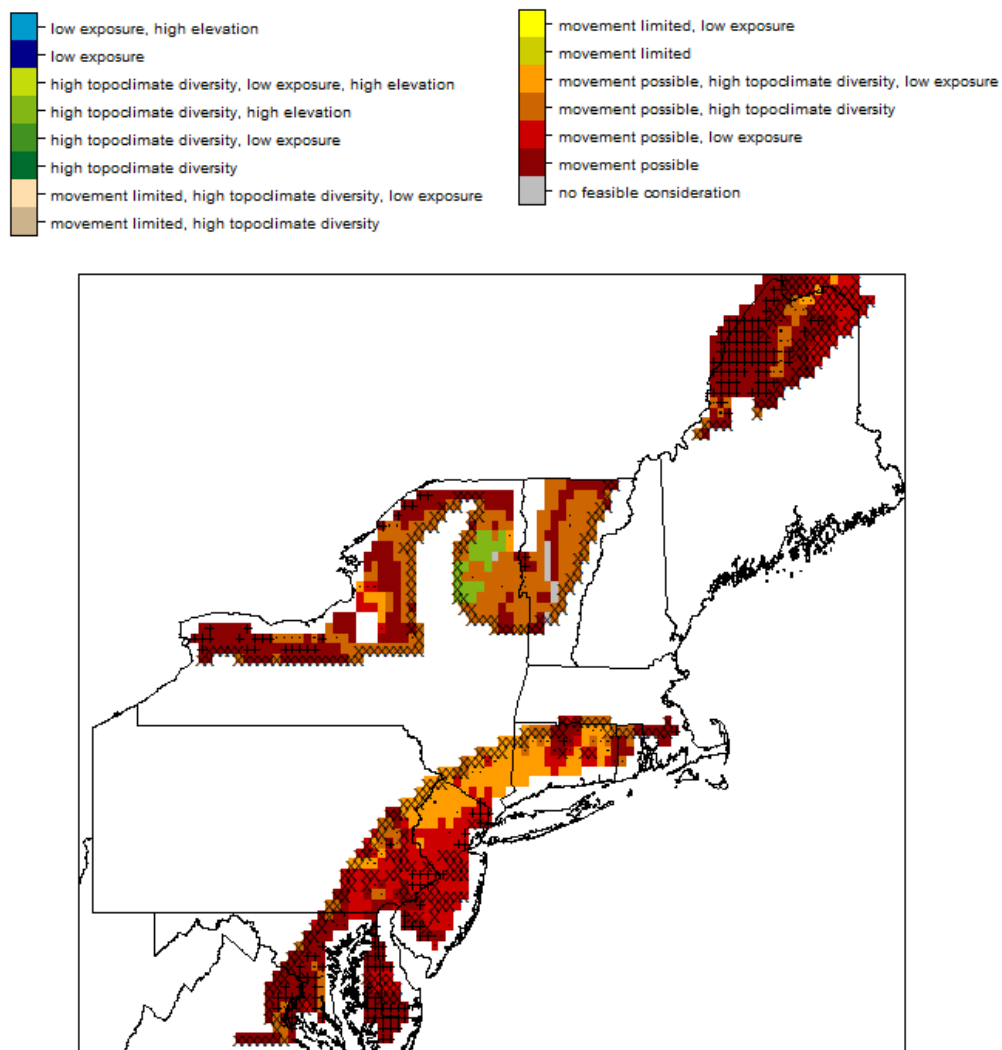 low exposure, high elevation
low exposure
high topoclimate diversity, low exposure, high elevation
high topoclimate diversity, high elevation
high topoclimate diversity, low exposure
high topoclimate diversity
movement limited, high topoclimate diversity, low exposure
movement limited, high topoclimate diversity
movement limited, low exposure
movement limited
movement possible, high topoclimate diversity, low exposure
movement possible, high topoclimate diversity
movement possible, low exposure
movement possible
no feasible consideration